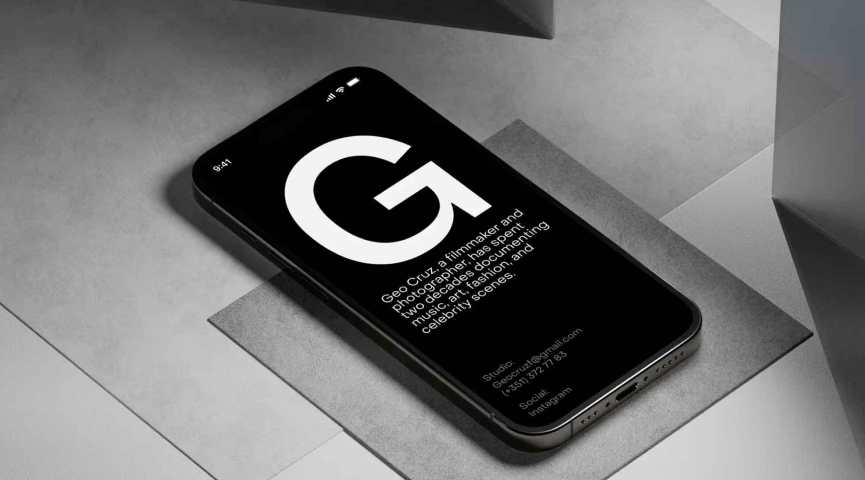 9:41
G
Geo Cruz, a filmmaker and
photographer, has spent
two decades documenting
music, art, fashion, and
celebrity scenes.
Studio:
Geocruzf@gmail.com
(+351) 372 77 83
Social:
Instagram